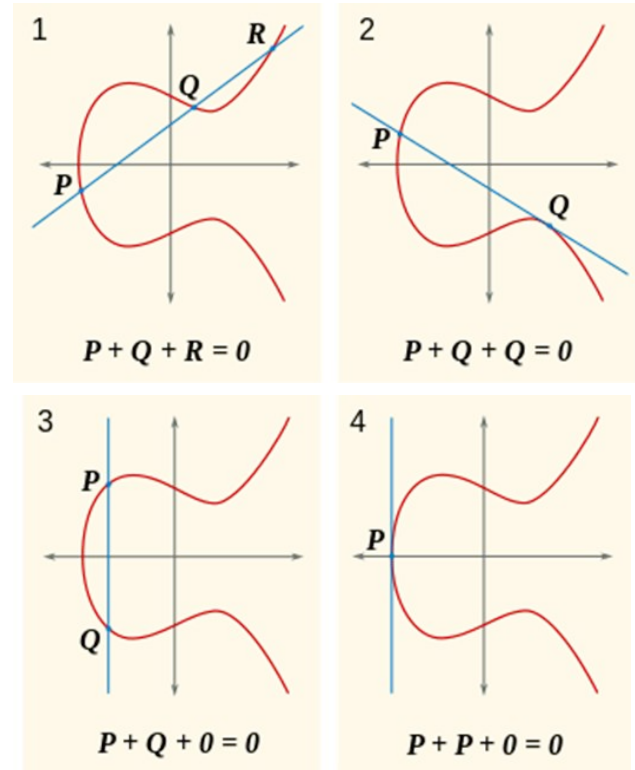 1
R
Q
P
P + Q + R = 0
2
P
Q
P + Q + Q = 0
3
P
Q
P + Q + 0 = 0
4
P
P + P + 0 = 0